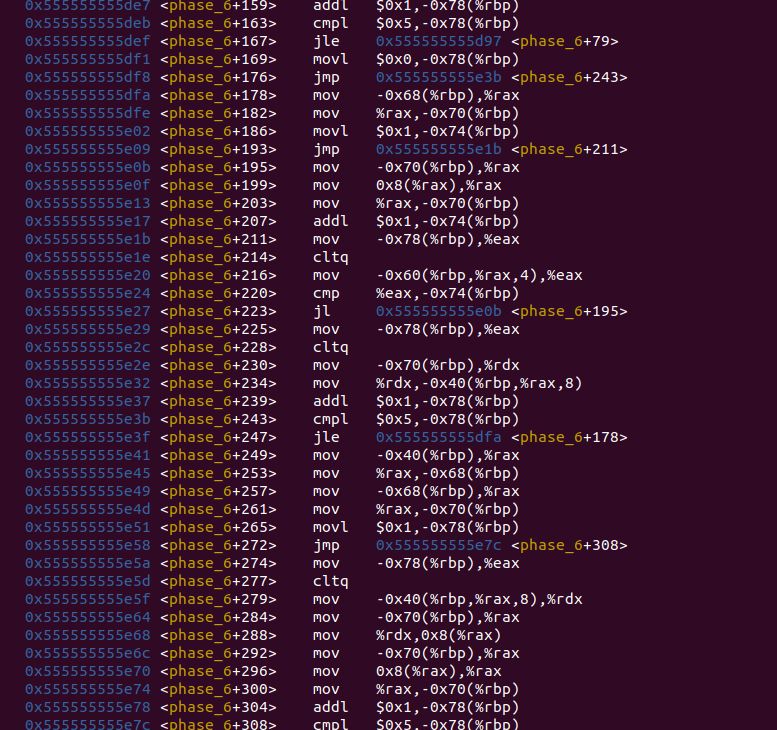 0x555555555de7 <phase_6+159> addl $0x1,-0x78(%rbp)
0x555555555deb <phase_6+163> cmpl $0x5,-0x78(%rbp)
0x555555555def <phase_6+167> jle 0x555555555d97 <phase_6+79>
0x555555555df1 <phase_6+169> movl $0x0,-0x78(%rbp)
0x555555555df8 <phase_6+176> jmp 0x555555555e3b <phase_6+243>
0x555555555dfa <phase_6+178> mov -0x68(%rbp),%rax
0x555555555dfe <phase_6+182> mov %rax,-0x70(%rbp)
0x555555555e02 <phase_6+186> movl $0x1,-0x74(%rbp)
0x555555555e09 <phase_6+193> jmp 0x555555555e1b <phase_6+211>
0x555555555e0b <phase_6+195> mov -0x70(%rbp),%rax
0x555555555e0f <phase_6+199> mov 0x8(%rax),%rax
0x555555555e13 <phase_6+203> mov %rax,-0x70(%rbp)
0x555555555e17 <phase_6+207> addl $0x1,-0x74(%rbp)
0x555555555e1b <phase_6+211> mov -0x78(%rbp),%eax
0x555555555e1e <phase_6+214> cltq
0x555555555e20 <phase_6+216> mov -0x60(%rbp,%rax,4),%eax
0x555555555e24 <phase_6+220> cmp %eax,-0x74(%rbp)
0x555555555e27 <phase_6+223> jl 0x555555555e0b <phase_6+195>
0x555555555e29 <phase_6+225> mov -0x78(%rbp),%eax
0x555555555e2c <phase_6+228> cltq
0x555555555e2e <phase_6+230> mov -0x70(%rbp),%rdx
0x555555555e32 <phase_6+234> mov %rdx,-0x40(%rbp,%rax,8)
0x555555555e37 <phase_6+239> addl $0x1,-0x78(%rbp)
0x555555555e3b <phase_6+243> cmpl $0x5,-0x78(%rbp)
0x555555555e3f <phase_6+247> jle 0x555555555dfa <phase_6+178>
0x555555555e41 <phase_6+249> mov -0x40(%rbp),%rax
0x555555555e45 <phase_6+253> mov %rax,-0x68(%rbp)
0x555555555e49 <phase_6+257> mov -0x68(%rbp),%rax
0x555555555e4d <phase_6+261> mov %rax,-0x70(%rbp)
0x555555555e51 <phase_6+265> movl $0x1,-0x78(%rbp)
0x555555555e58 <phase_6+272> jmp 0x555555555e7c <phase_6+308>
0x555555555e5a <phase_6+274> mov -0x78(%rbp),%eax
0x555555555e5d <phase_6+277> cltq
0x555555555e5f <phase_6+279> mov -0x40(%rbp,%rax,8),%rdx
0x555555555e64 <phase_6+284> mov -0x70(%rbp),%rax
0x555555555e68 <phase_6+288> mov %rdx,0x8(%rax)
0x555555555e6c <phase_6+292> mov -0x70(%rbp),%rax
0x555555555e70 <phase_6+296> mov 0x8(%rax),%rax
0x555555555e74 <phase_6+300> mov %rax,-0x70(%rbp)
0x555555555e78 <phase_6+304> addl $0x1,-0x78(%rbp)
0x555555555e7c <phase_6+308> cmpl $0x5,-0x78(%rbp)